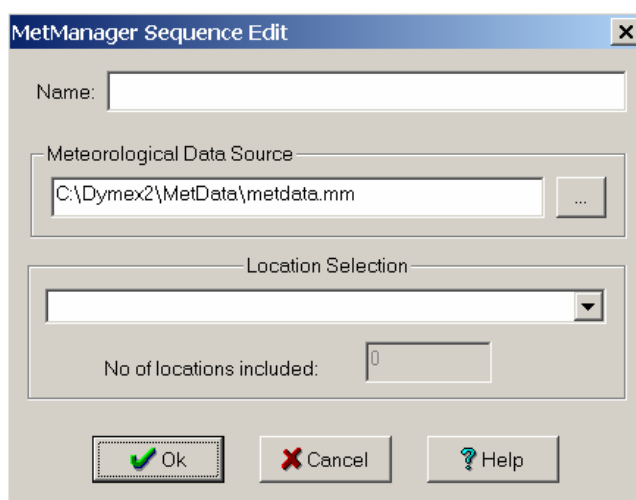 MetManager Sequence Edit
Name:
Meteorological Data Source
C:\Dymex2\MetData\metdata.mm
...
Location Selection
No of locations included: 0
Ok Cancel Help